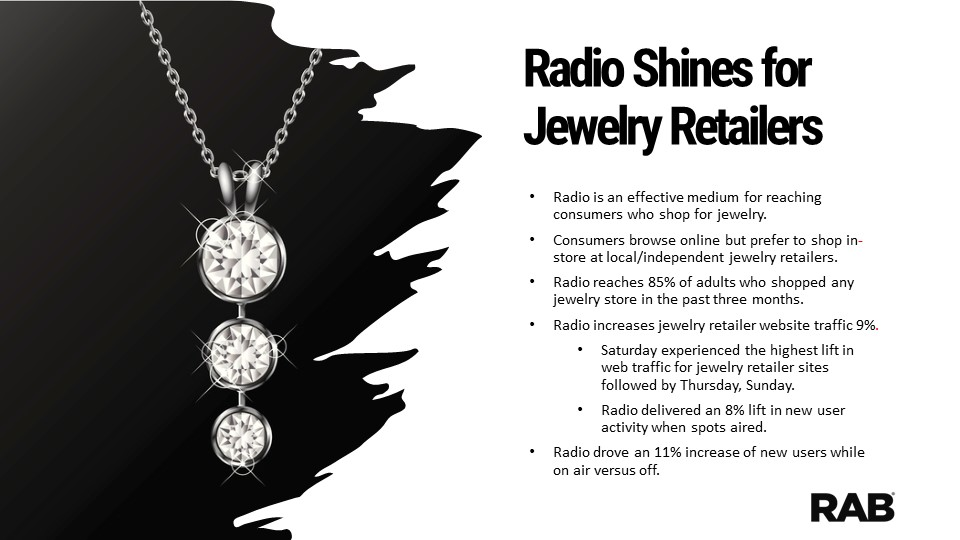 Radio Shines for
Jewelry Retailers
• Radio is an effective medium for reaching
consumers who shop for jewelry.
• Consumers browse online but prefer to shop in-
store at local/independent jewelry retailers.
• Radio reaches 85% of adults who shopped any
jewelry store in the past three months.
• Radio increases jewelry retailer website traffic 9%.
• Saturday experienced the highest lift in
web traffic for jewelry retailer sites
followed by Thursday, Sunday.
• Radio delivered an 8% lift in new user
activity when spots aired.
• Radio drove an 11% increase of new users while
on air versus off.
RAB